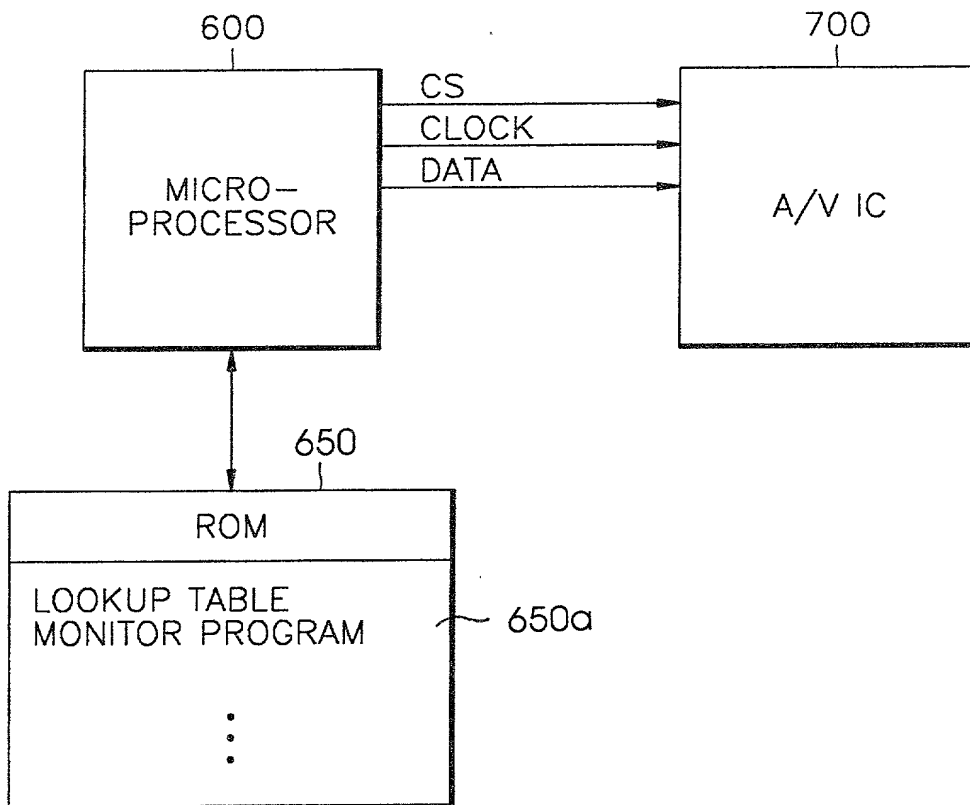 600
700
CS
CLOCK
DATA
MICRO-
PROCESSOR
A/V IC
650
ROM
LOOKUP TABLE
MONITOR PROGRAM
650a